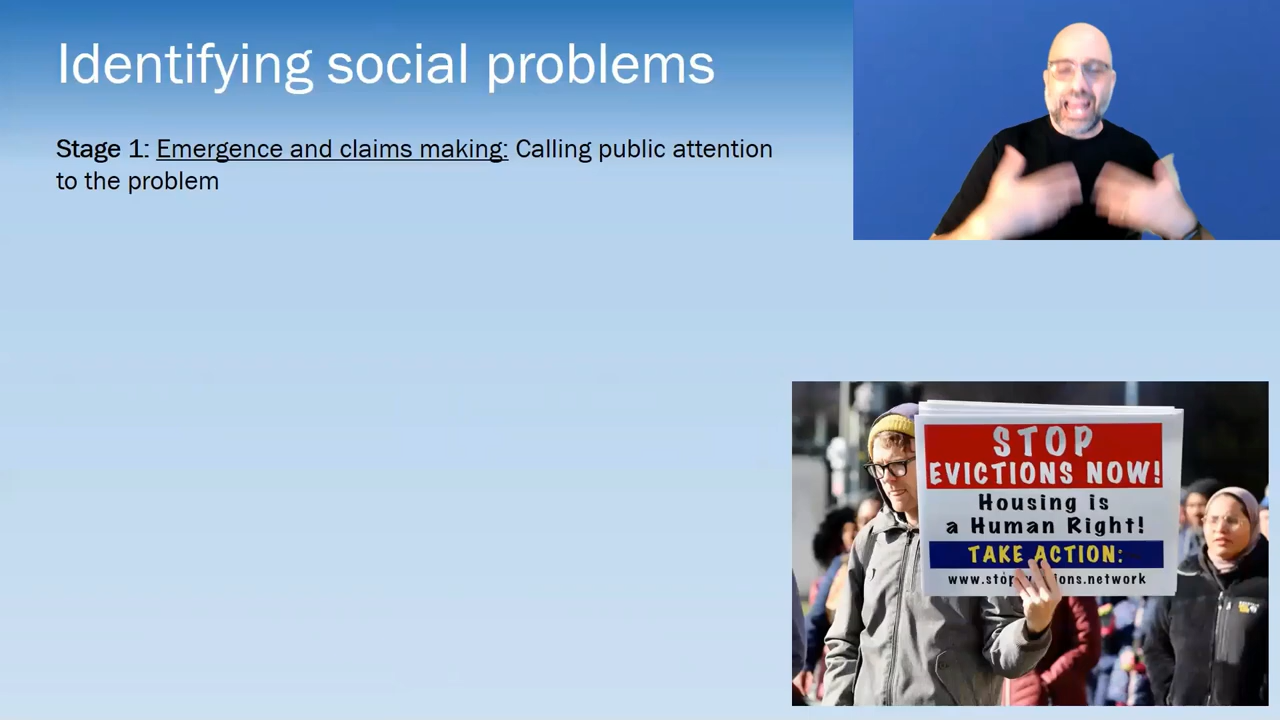 Identifying social problems
Stage 1: Emergence and claims making: Calling public attention
to the problem
STOP
EVICTIONS NOW!
Housing is
a Human Right!
TAKE ACTION: